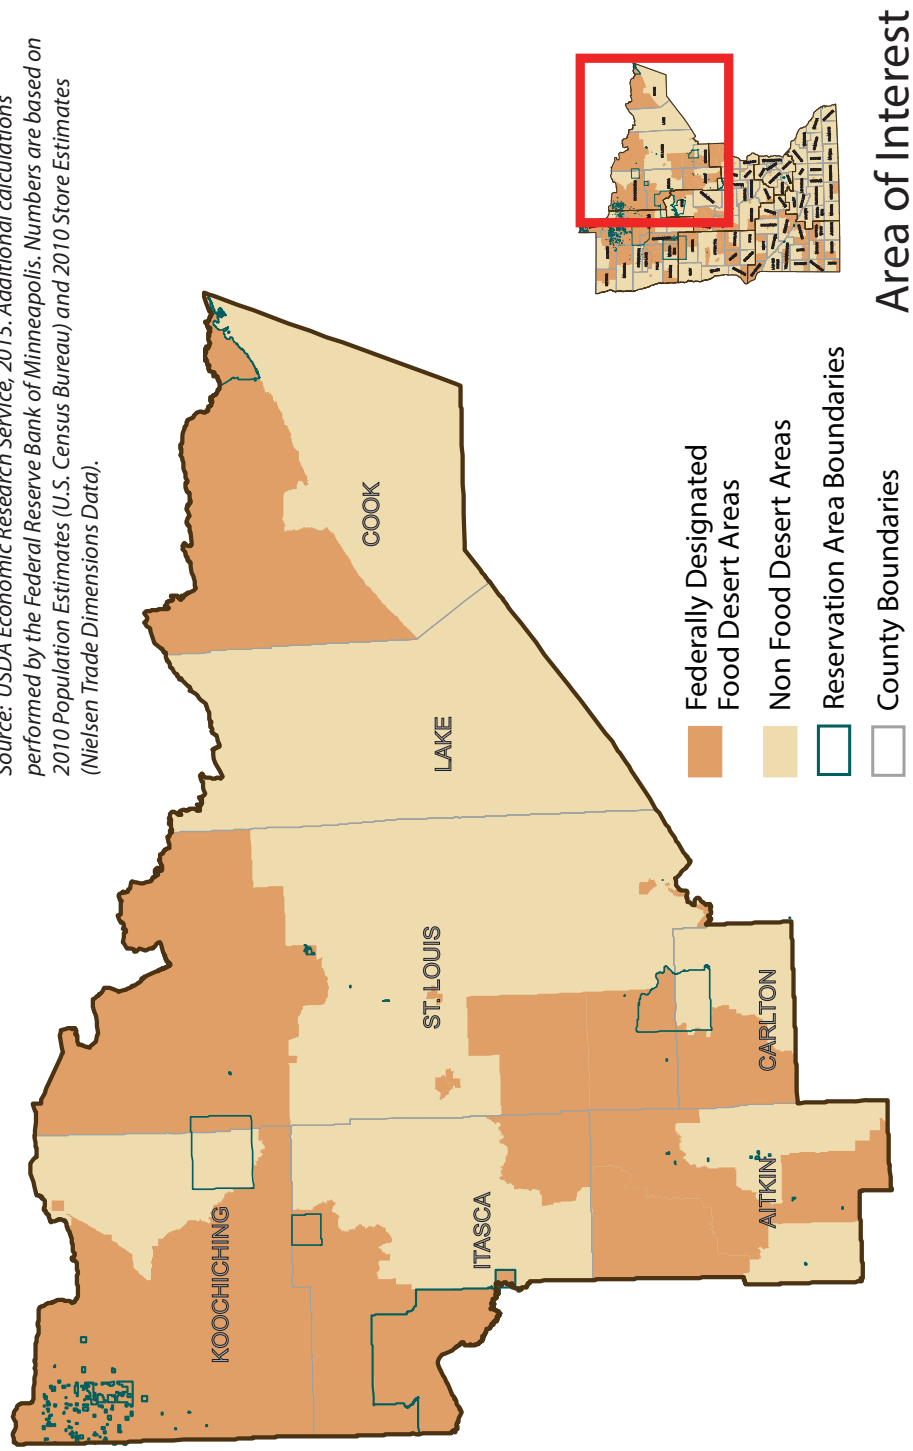 Source: USDA Economic Research Service, 2015. Additional calculations
performed by the Federal Reserve Bank of Minneapolis. Numbers are based on
2010 Population Estimates (U.S. Census Bureau) and 2010 Store Estimates
(Nielsen Trade Dimensions Data).
KOOCHICHING
ITASCA
ST. LOUIS
LAKE
COOK
AITKIN
CARLTON
Federally Designated
Food Desert Areas
Non Food Desert Areas
Reservation Area Boundaries
County Boundaries
Area of Interest